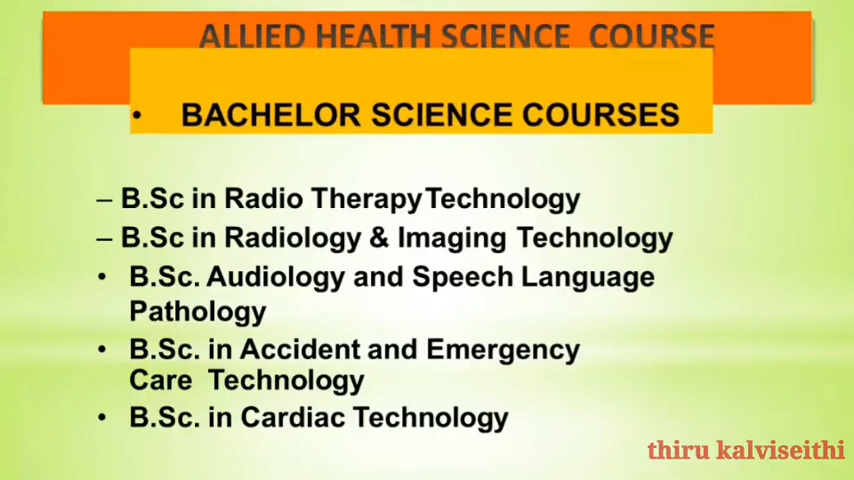 ALLIED HEALTH SCIENCE COURSE
• BACHELOR SCIENCE COURSES
– B.Sc in Radio Therapy Technology
– B.Sc in Radiology & Imaging Technology
• B.Sc. Audiology and Speech Language
Pathology
• B.Sc. in Accident and Emergency
Care Technology
• B.Sc. in Cardiac Technology
thiru kalviseithi